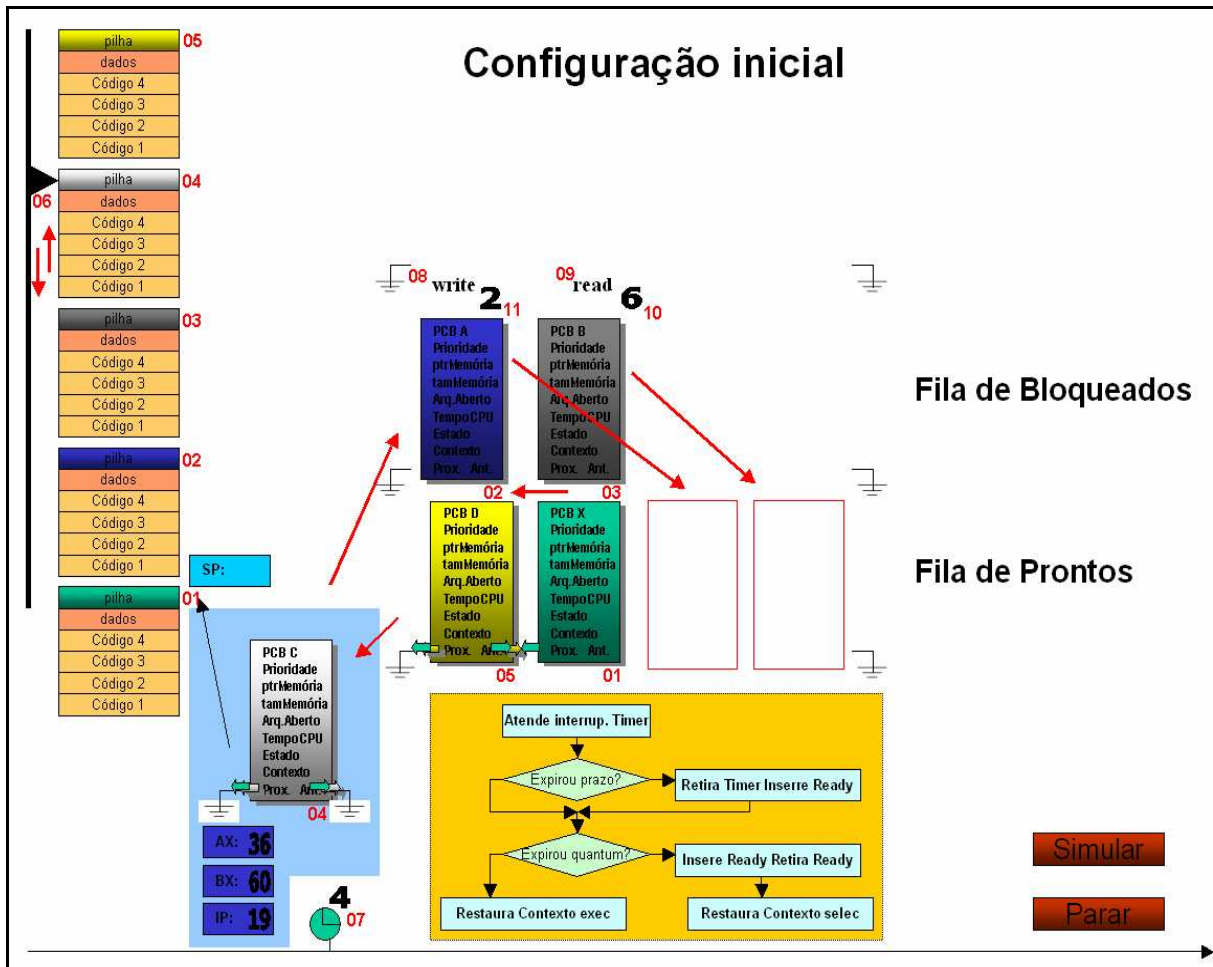 Configuração inicial
pilha 05
dados
Código 4
Código 3
Código 2
Código 1
pilha 04
06 dados
Código 4
Código 3
Código 2
Código 1
pilha 03
dados
Código 4
Código 3
Código 2
Código 1
pilha 02
dados
Código 4
Código 3
Código 2
Código 1
pilha 01
dados
Código 4
Código 3
Código 2
Código 1
SP:
PCB C
Prioridade
ptrMemória
tamMemória
Arq.Aberto
TempoCPU
Estado
Contexto
Prox. Ant.
04
AX: 36
BX: 60
IP: 19
4
07
08 write 2 11
09 read 6 10
PCB A
Prioridade
ptrMemória
tamMemória
Arq.Aberto
TempoCPU
Estado
Contexto
Prox. Ant.
02
PCB B
Prioridade
ptrMemória
tamMemória
Arq.Aberto
TempoCPU
Estado
Contexto
Prox. Ant.
03
Fila de Bloqueados
PCB D
Prioridade
ptrMemória
tamMemória
Arq.Aberto
TempoCPU
Estado
Contexto
Prox. Ant.
05
PCB X
Prioridade
ptrMemória
tamMemória
Arq.Aberto
TempoCPU
Estado
Contexto
Prox. Ant.
01
Fila de Prontos
Atende interrup. Timer
Expirou prazo?
Retira Timer Inserre Ready
Expirou quantum?
Insere Ready Retira Ready
Restaura Contexto exec
Restaura Contexto selec
Simular
Parar